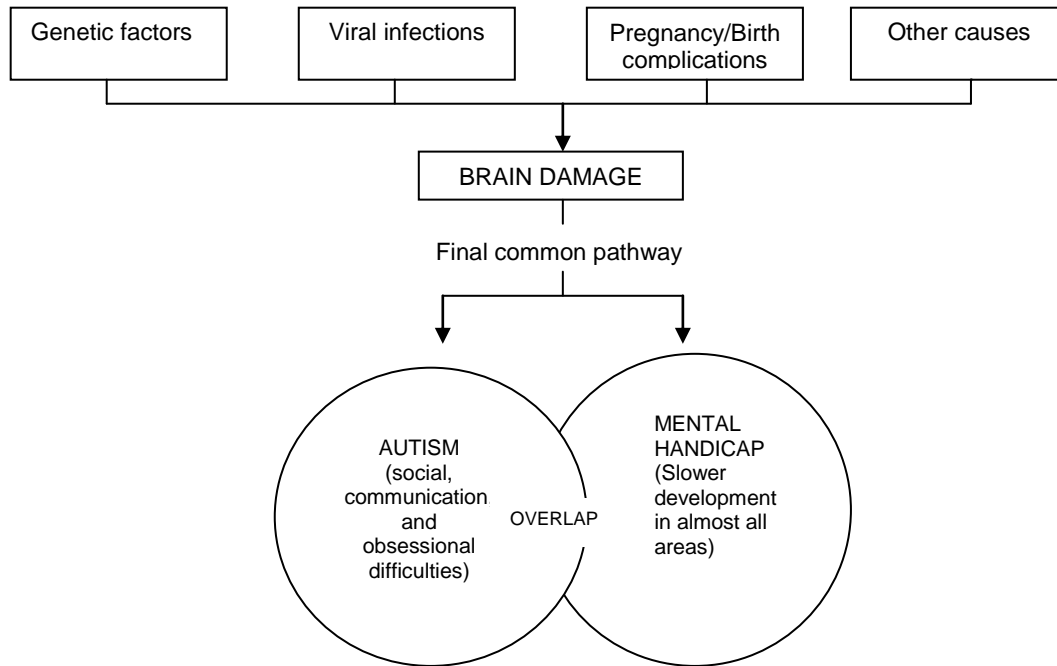 Genetic factors
Viral infections
Pregnancy/Birth
complications
Other causes
BRAIN DAMAGE
Final common pathway
AUTISM
(social,
communication
and
obsessional
difficulties)
OVERLAP
MENTAL
HANDICAP
(Slower
development
in almost all
areas)